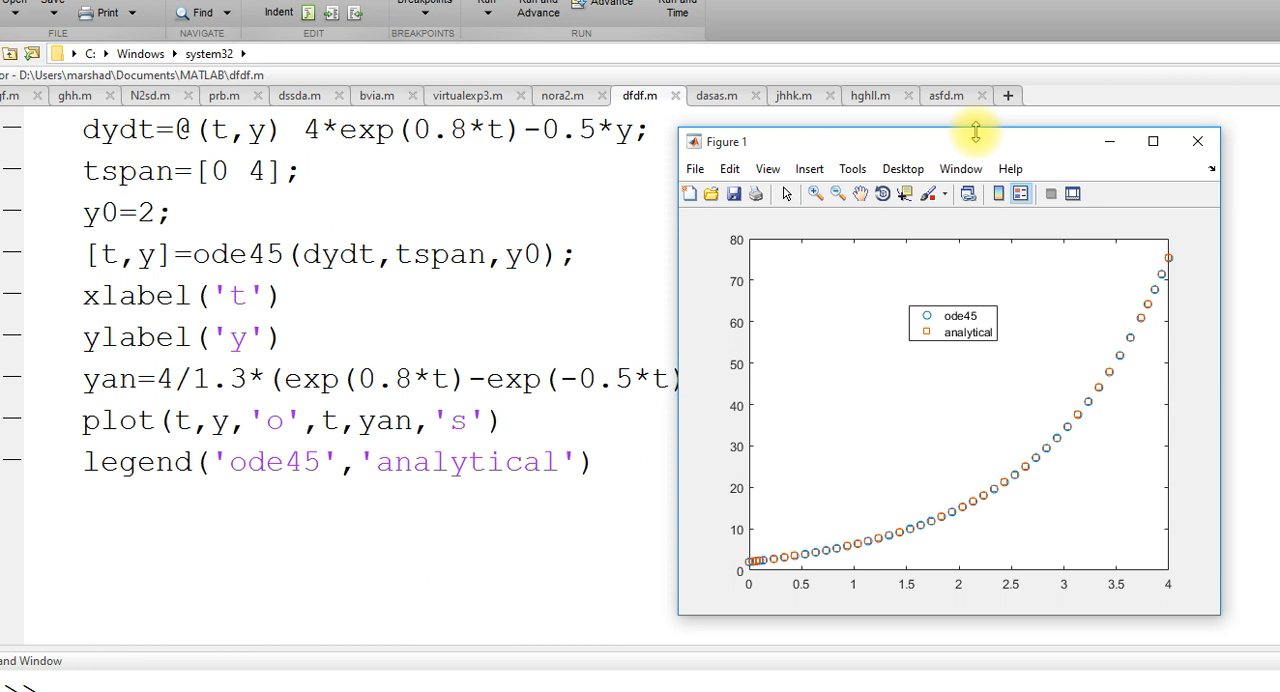 Open Save Print Find Indent Breakpoints Run Run and Advance Run and
Advance Time
FILE NAVIGATE EDIT BREAKPOINTS RUN
C: Windows system32
or - D:\Users\marshad\Documents\MATLAB\dfdf.m
gf.m ghh.m N2sd.m prb.m dssda.m bvia.m virtualexp3.m nora2.m dfdf.m dasas.m jhhk.m hghll.m asfd.m
dydt=@(t,y) 4*exp(0.8*t)-0.5*y;
tspan=[0 4];
y0=2;
[t,y]=ode45(dydt,tspan,y0);
xlabel('t')
ylabel('y')
yan=4/1.3*(exp(0.8*t)-exp(-0.5*t)
plot(t,y,'o',t,yan,'s')
legend('ode45','analytical')
Figure 1
File Edit View Insert Tools Desktop Window Help
80
70
60
50
40
30
20
10
0
ode45
analytical
0 0.5 1 1.5 2 2.5 3 3.5 4
and Window
>>